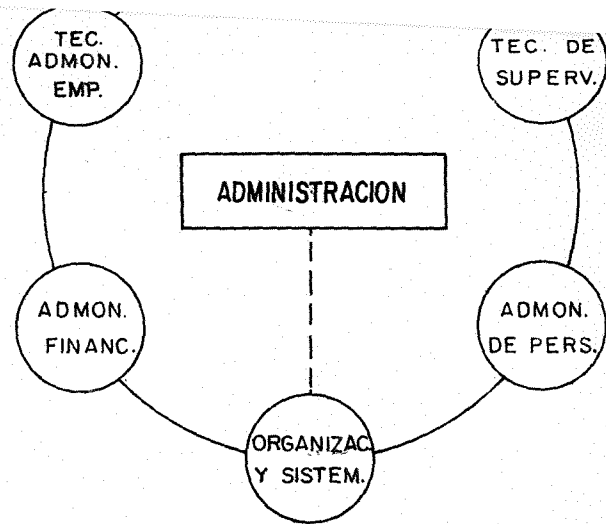 TEC.
ADMON.
EMP.
TEC. DE
SUPERV.
ADMINISTRACION
ADMON.
FINANC.
ADMON.
DE PERS.
ORGANIZAC
Y SISTEM.